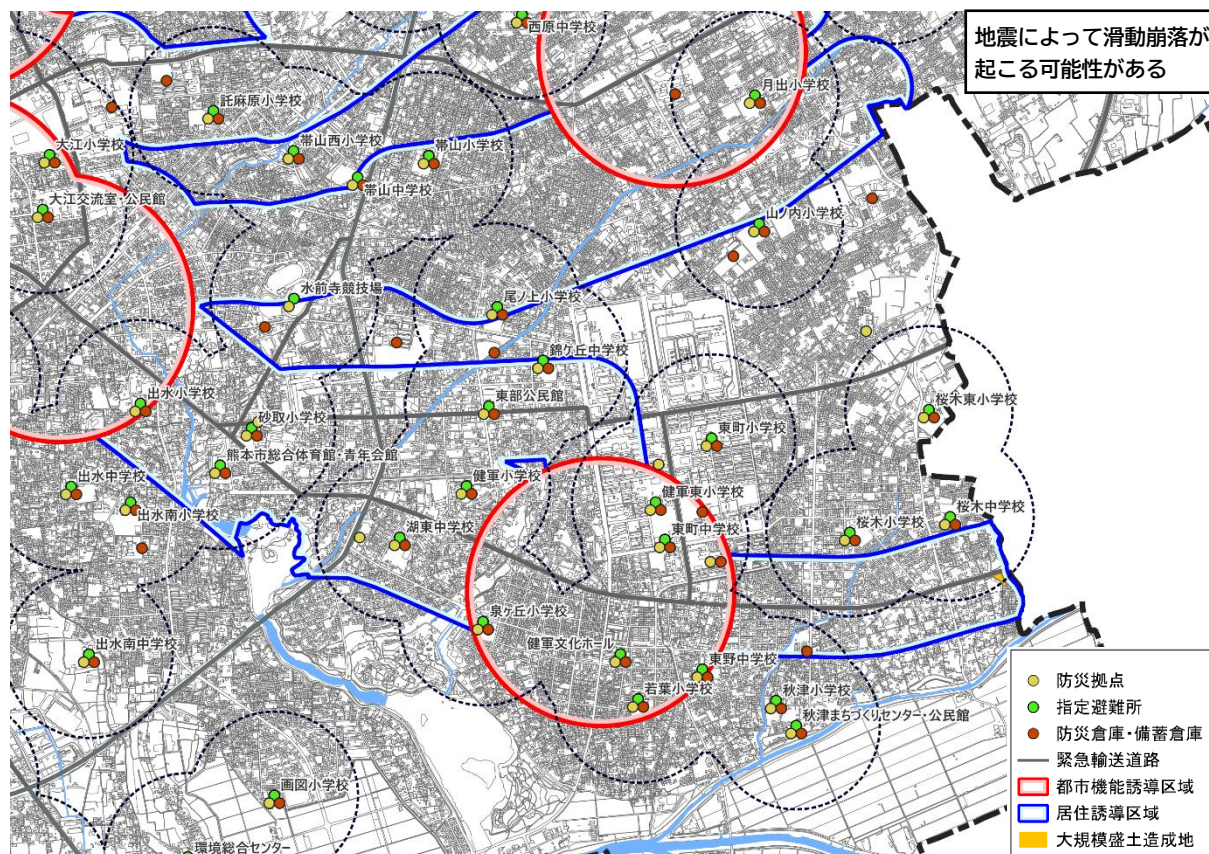 地震によって滑動崩落が
起こる可能性がある
西原中学校
託麻原小学校
月出小学校
大江小学校
帯山西小学校
帯山小学校
帯山中学校
大江交流室・公民館
山ノ内小学校
水前寺競技場
尾ノ上小学校
錦ケ丘中学校
出水小学校
砂取小学校
東部公民館
桜木東小学校
東町小学校
熊本市総合体育館・青年会館
健軍小学校
出水中学校
健軍東小学校
出水南小学校
湖東中学校
東町中学校
桜木小学校
桜木中学校
泉ヶ丘小学校
出水南中学校
健軍文化ホール
東野中学校
若葉小学校
秋津小学校
秋津まちづくりセンター・公民館
画図小学校
環境総合センター
防災拠点
指定避難所
防災倉庫・備蓄倉庫
緊急輸送道路
都市機能誘導区域
居住誘導区域
大規模盛土造成地